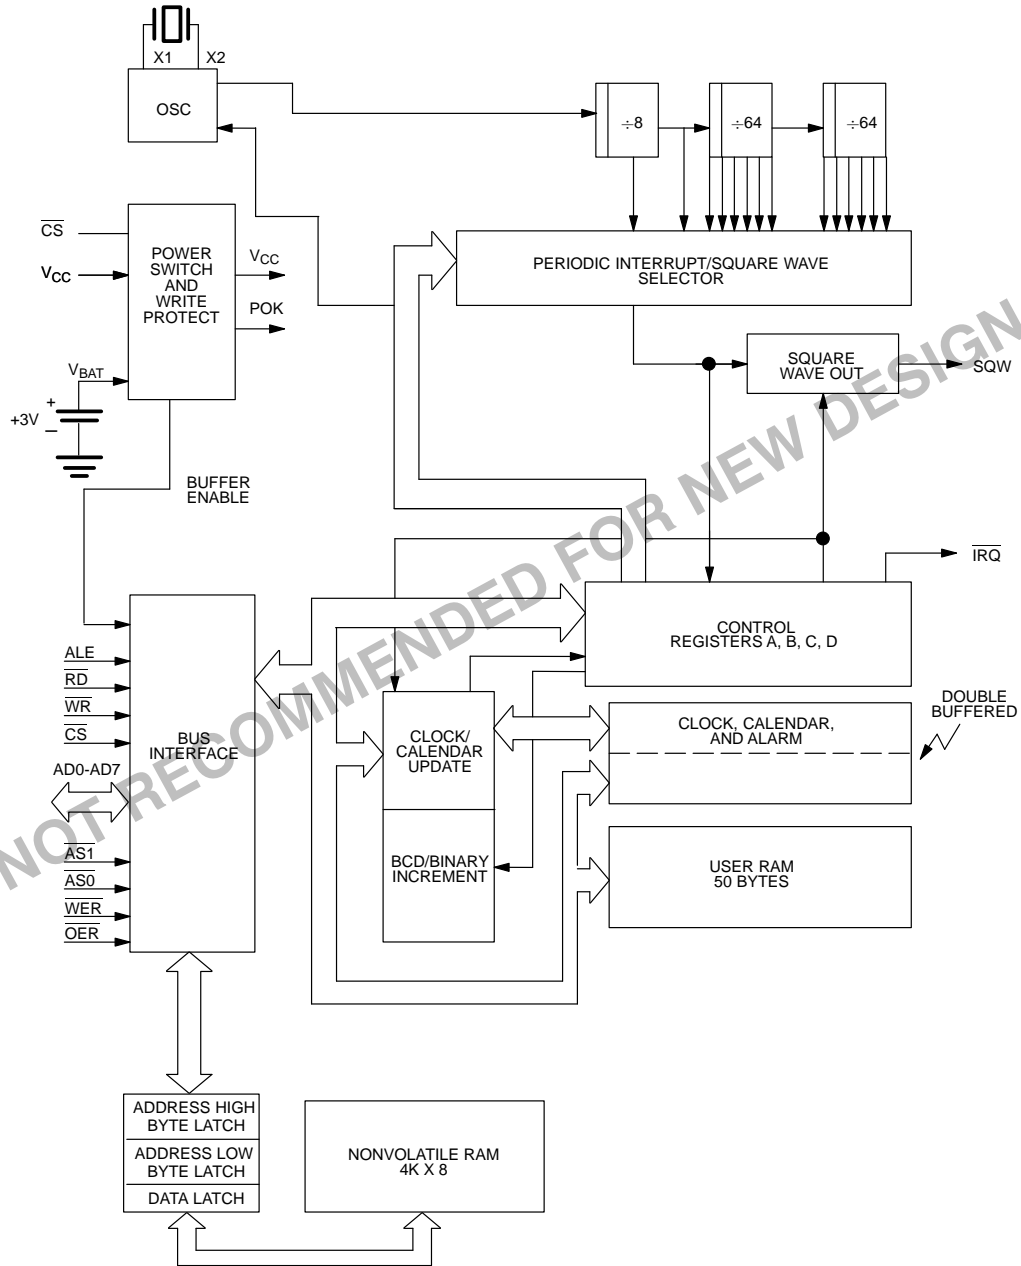 X1 X2
OSC
÷8
÷64
÷64
CS
VCC
POWER
SWITCH
AND
WRITE
PROTECT
VCC
POK
VBAT
+
+3V
–
PERIODIC INTERRUPT/SQUARE WAVE
SELECTOR
SQUARE
WAVE OUT
SQW
BUFFER
ENABLE
IRQ
CONTROL
REGISTERS A, B, C, D
ALE
RD
WR
CS
AD0-AD7
AS1
AS0
WER
OER
BUS
INTERFACE
CLOCK/
CALENDAR
UPDATE
BCD/BINARY
INCREMENT
CLOCK, CALENDAR,
AND ALARM
DOUBLE
BUFFERED
USER RAM
50 BYTES
ADDRESS HIGH
BYTE LATCH
ADDRESS LOW
BYTE LATCH
DATA LATCH
NONVOLATILE RAM
4K X 8
NOT RECOMMENDED FOR NEW DESIGN